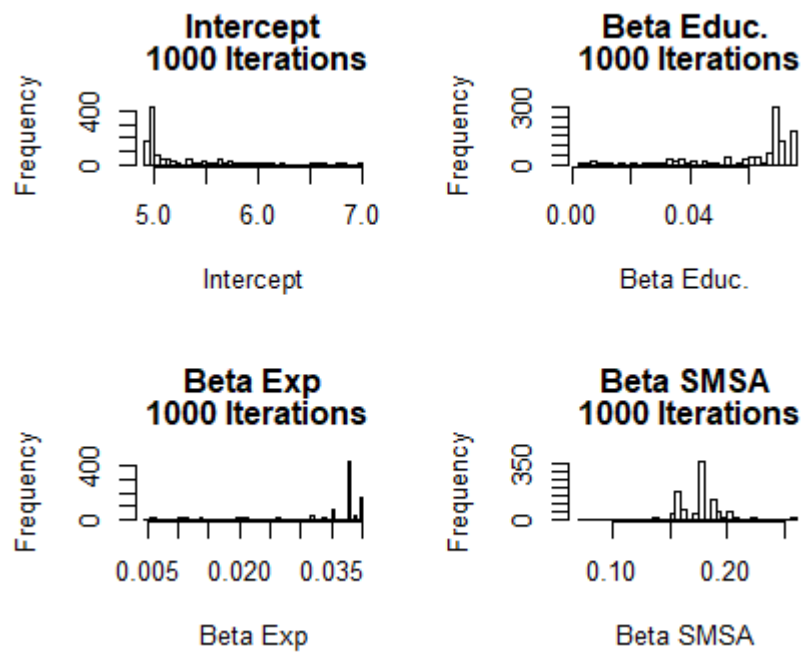 Intercept
1000 Iterations
Frequency
400
0
5.0 6.0 7.0
Intercept
Beta Educ.
1000 Iterations
Frequency
300
0
0.00 0.04
Beta Educ.
Beta Exp
1000 Iterations
Frequency
400
0
0.005 0.020 0.035
Beta Exp
Beta SMSA
1000 Iterations
Frequency
350
0
0.10 0.20
Beta SMSA